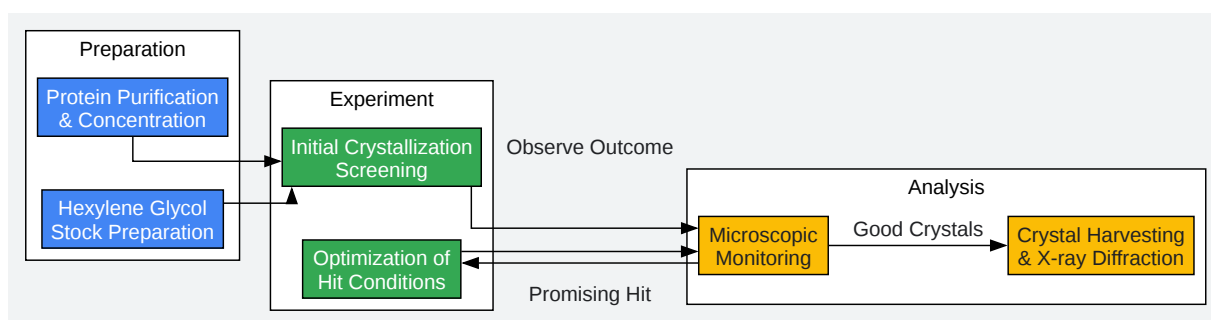 Preparation
Protein Purification
& Concentration
Hexylene Glycol
Stock Preparation
Experiment
Initial Crystallization
Screening
Optimization of
Hit Conditions
Observe Outcome
Promising Hit
Analysis
Microscopic
Monitoring
Good Crystals
Crystal Harvesting
& X-ray Diffraction